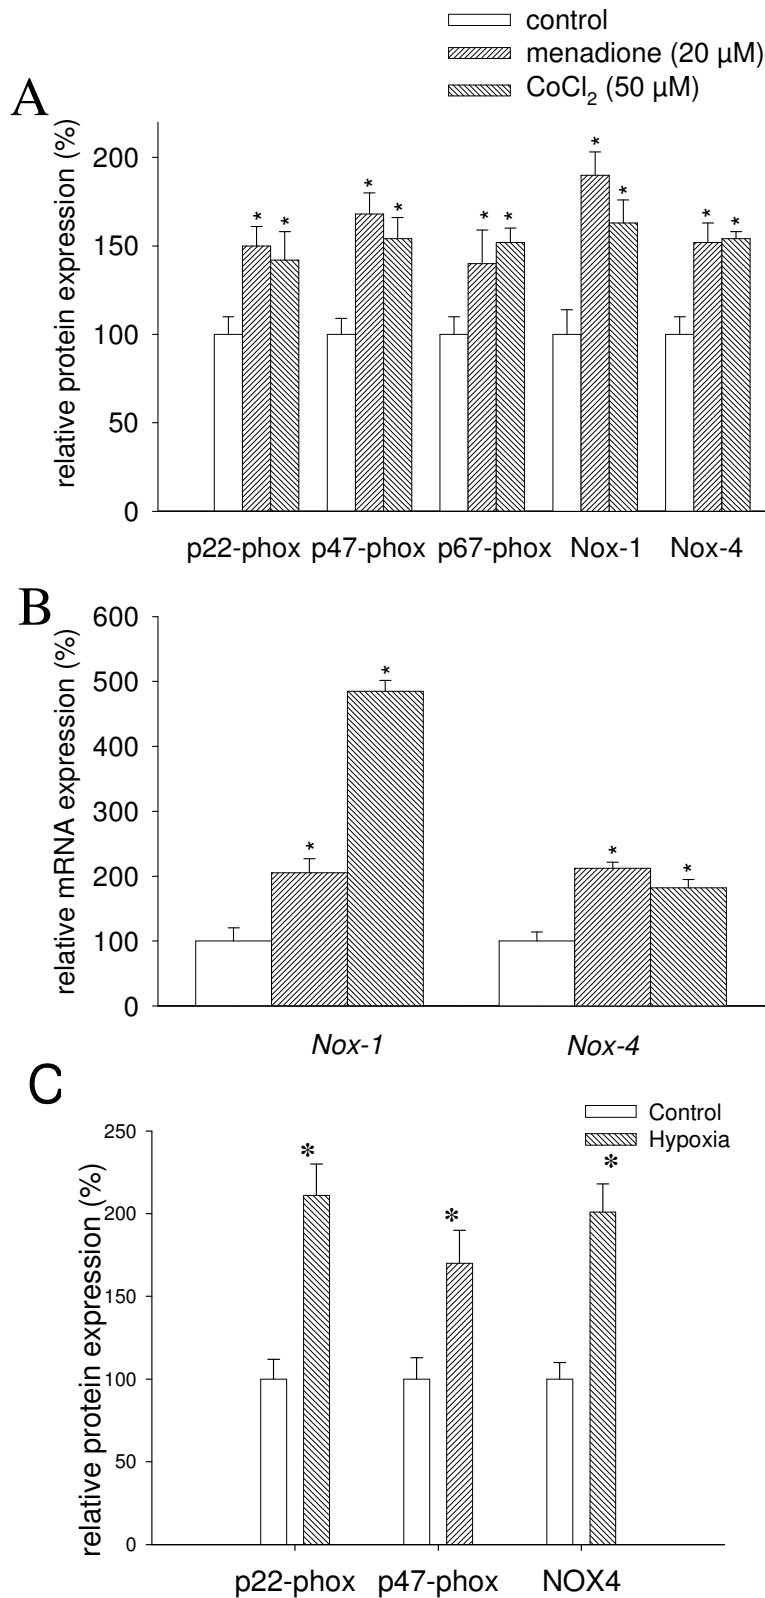 control
menadione (20 µM)
CoCl2 (50 µM)
A
relative protein expression (%)
200
150
100
50
0
* * * * * * * * * *
p22-phox p47-phox p67-phox Nox-1 Nox-4
B
relative mRNA expression (%)
600
500
400
300
200
100
0
* * * *
Nox-1 Nox-4
C
Control
Hypoxia
relative protein expression (%)
250
200
150
100
50
0
* * *
p22-phox p47-phox NOX4